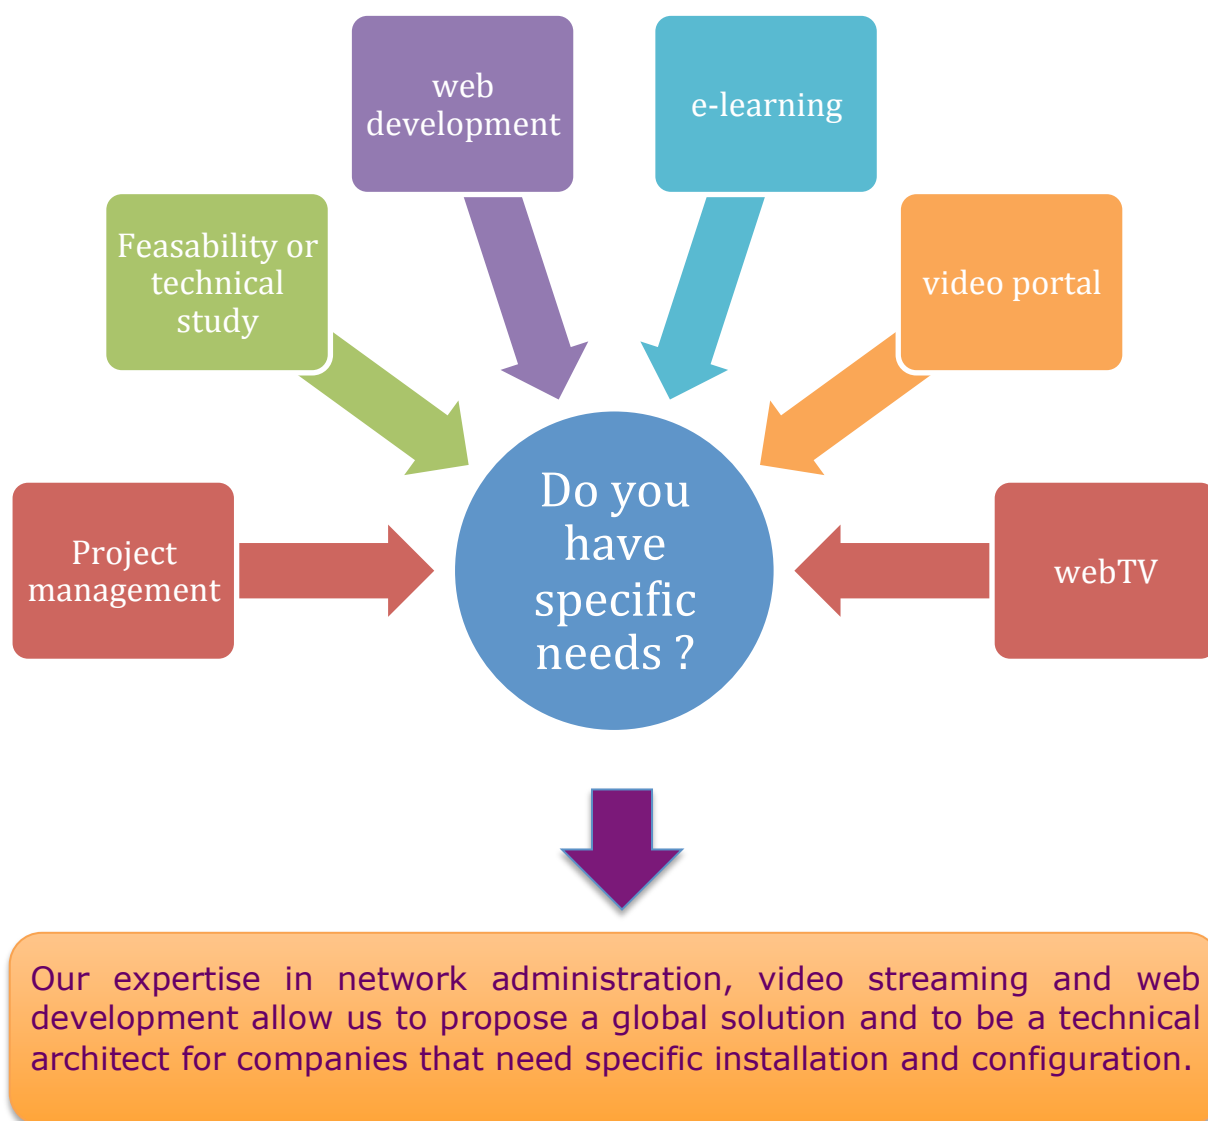 web
development
e-learning
Feasability or
technical
study
video portal
Project
management
Do you
have
specific
needs ?
webTV
Our expertise in network administration, video streaming and web
development allow us to propose a global solution and to be a technical
architect for companies that need specific installation and configuration.